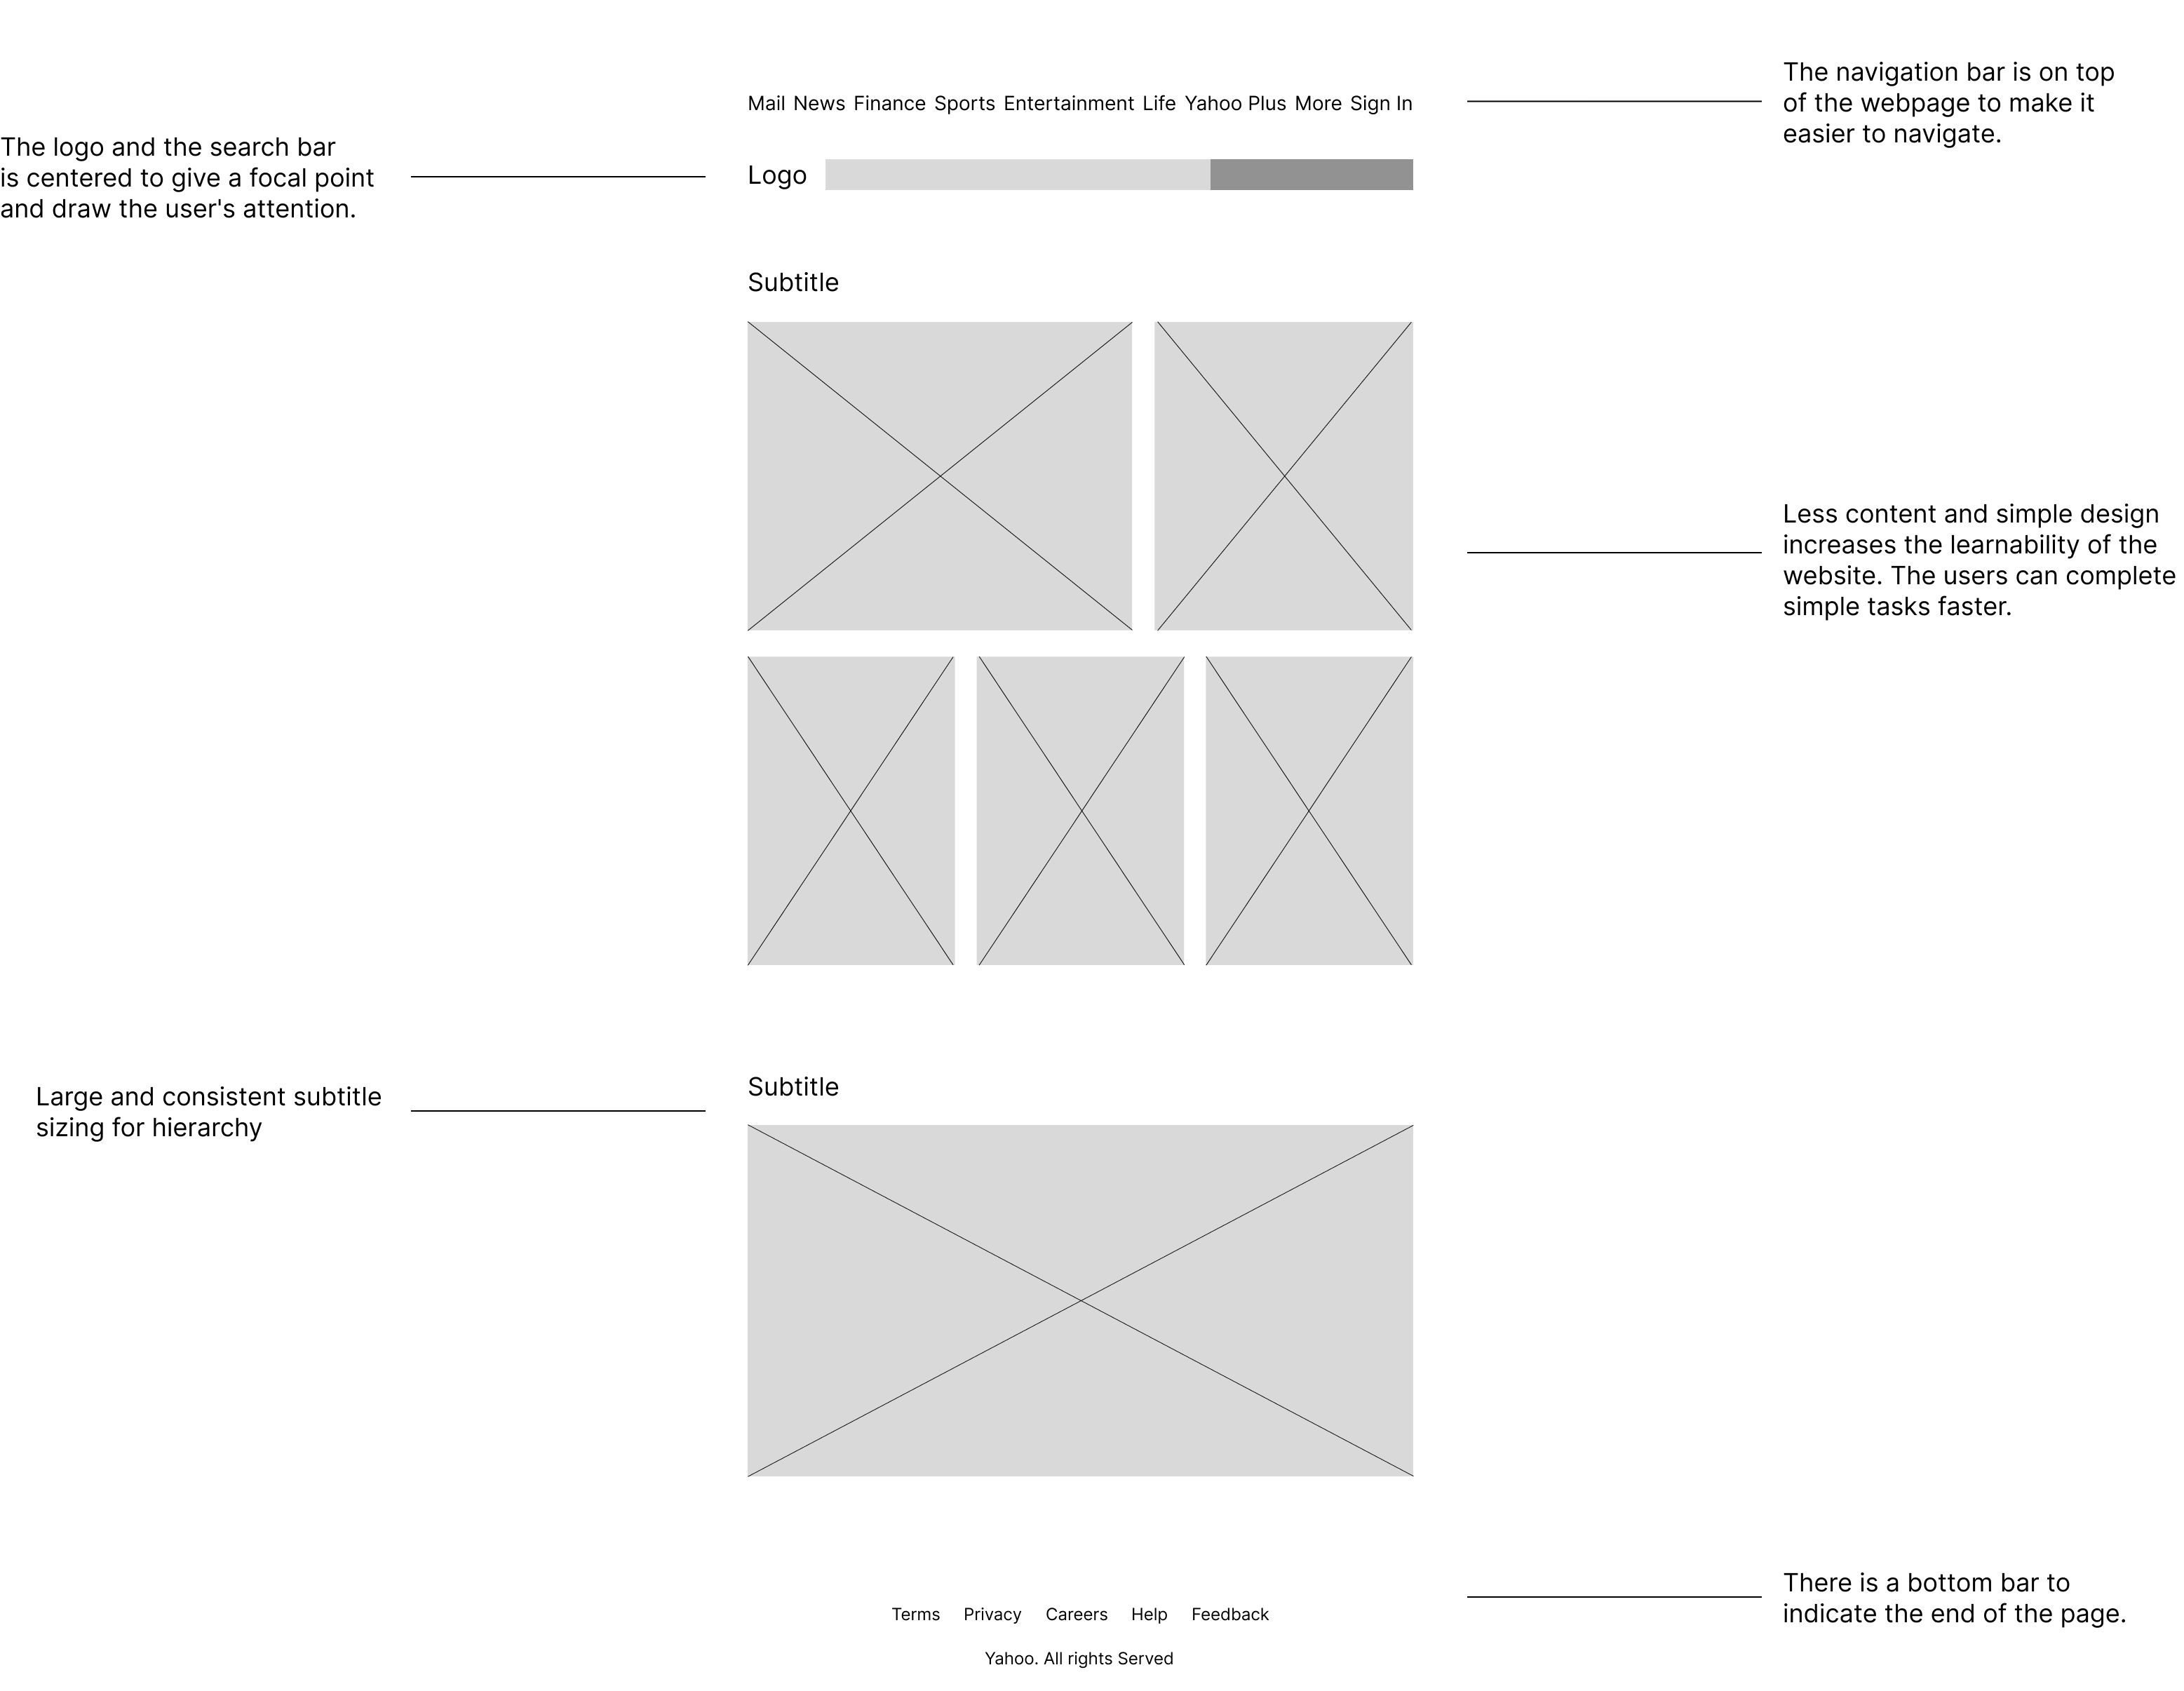 The navigation bar is on top
of the webpage to make it
easier to navigate.
Mail News Finance Sports Entertainment Life Yahoo Plus More Sign In
The logo and the search bar
is centered to give a focal point
and draw the user's attention.
Logo
Subtitle
Less content and simple design
increases the learnability of the
website. The users can complete
simple tasks faster.
Large and consistent subtitle
sizing for hierarchy
Subtitle
There is a bottom bar to
indicate the end of the page.
Terms Privacy Careers Help Feedback
Yahoo. All rights Served